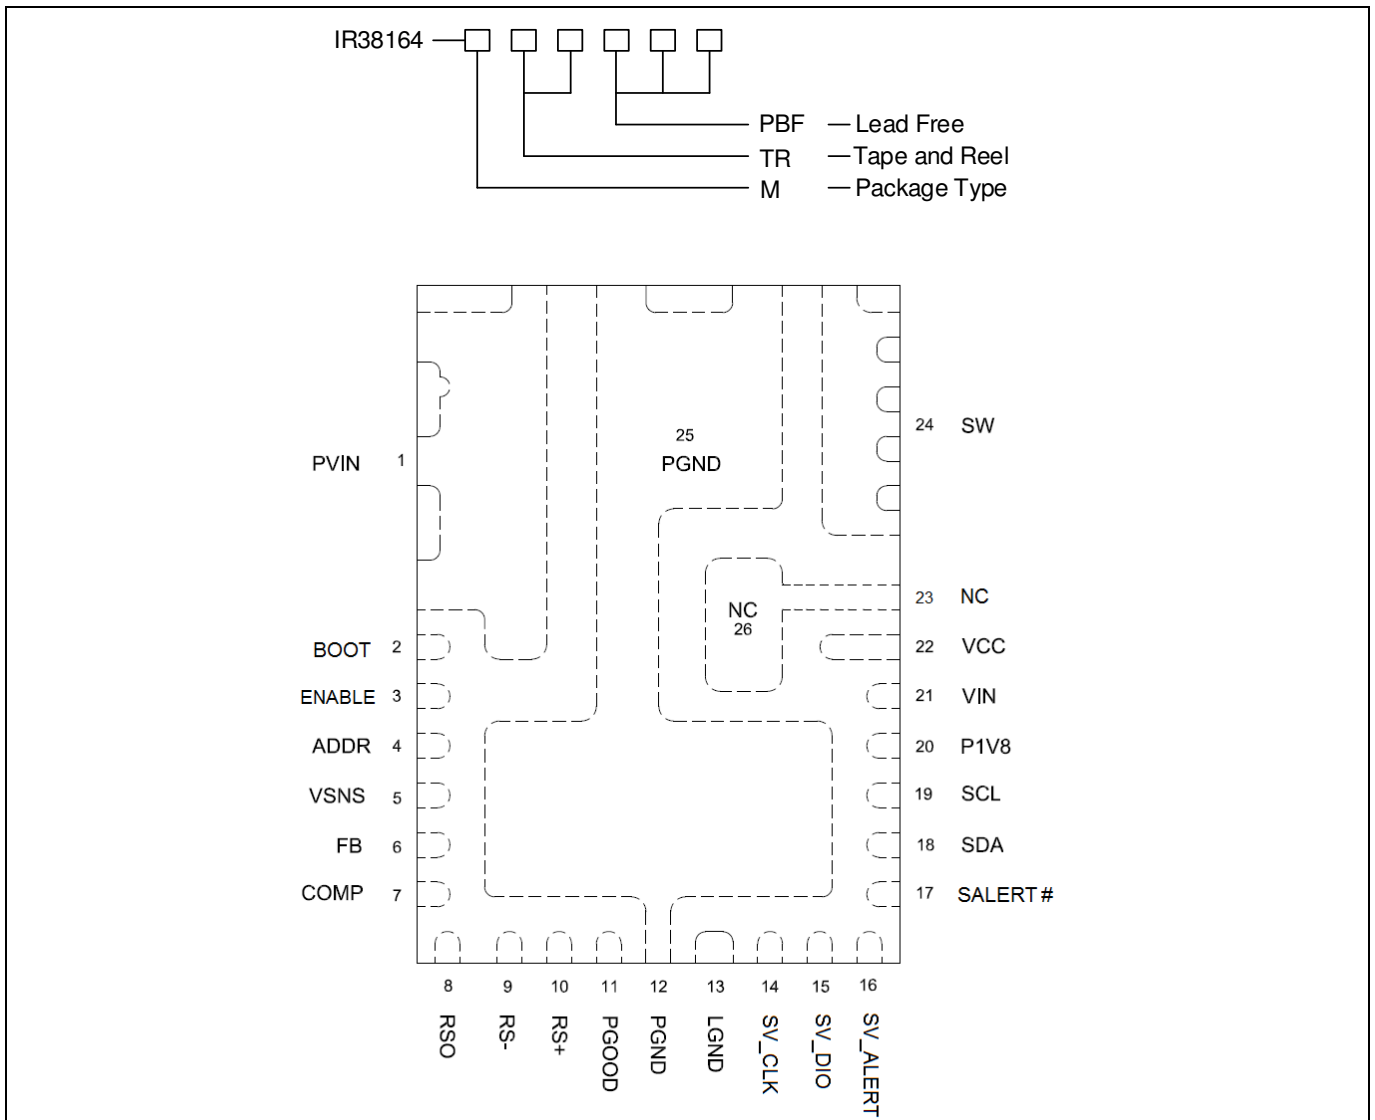 IR38164
PBF — Lead Free
TR — Tape and Reel
M — Package Type
25
PGND
24 SW
PVIN 1
23 NC
NC
26
BOOT 2
22 VCC
ENABLE 3
21 VIN
ADDR 4
20 P1V8
VSNS 5
19 SCL
FB 6
18 SDA
COMP 7
17 SALERT #
8 9 10 11 12 13 14 15 16
RSO
RS-
RS+
PGOOD
PGND
LGND
SV_CLK
SV_DIO
SV_ALERT